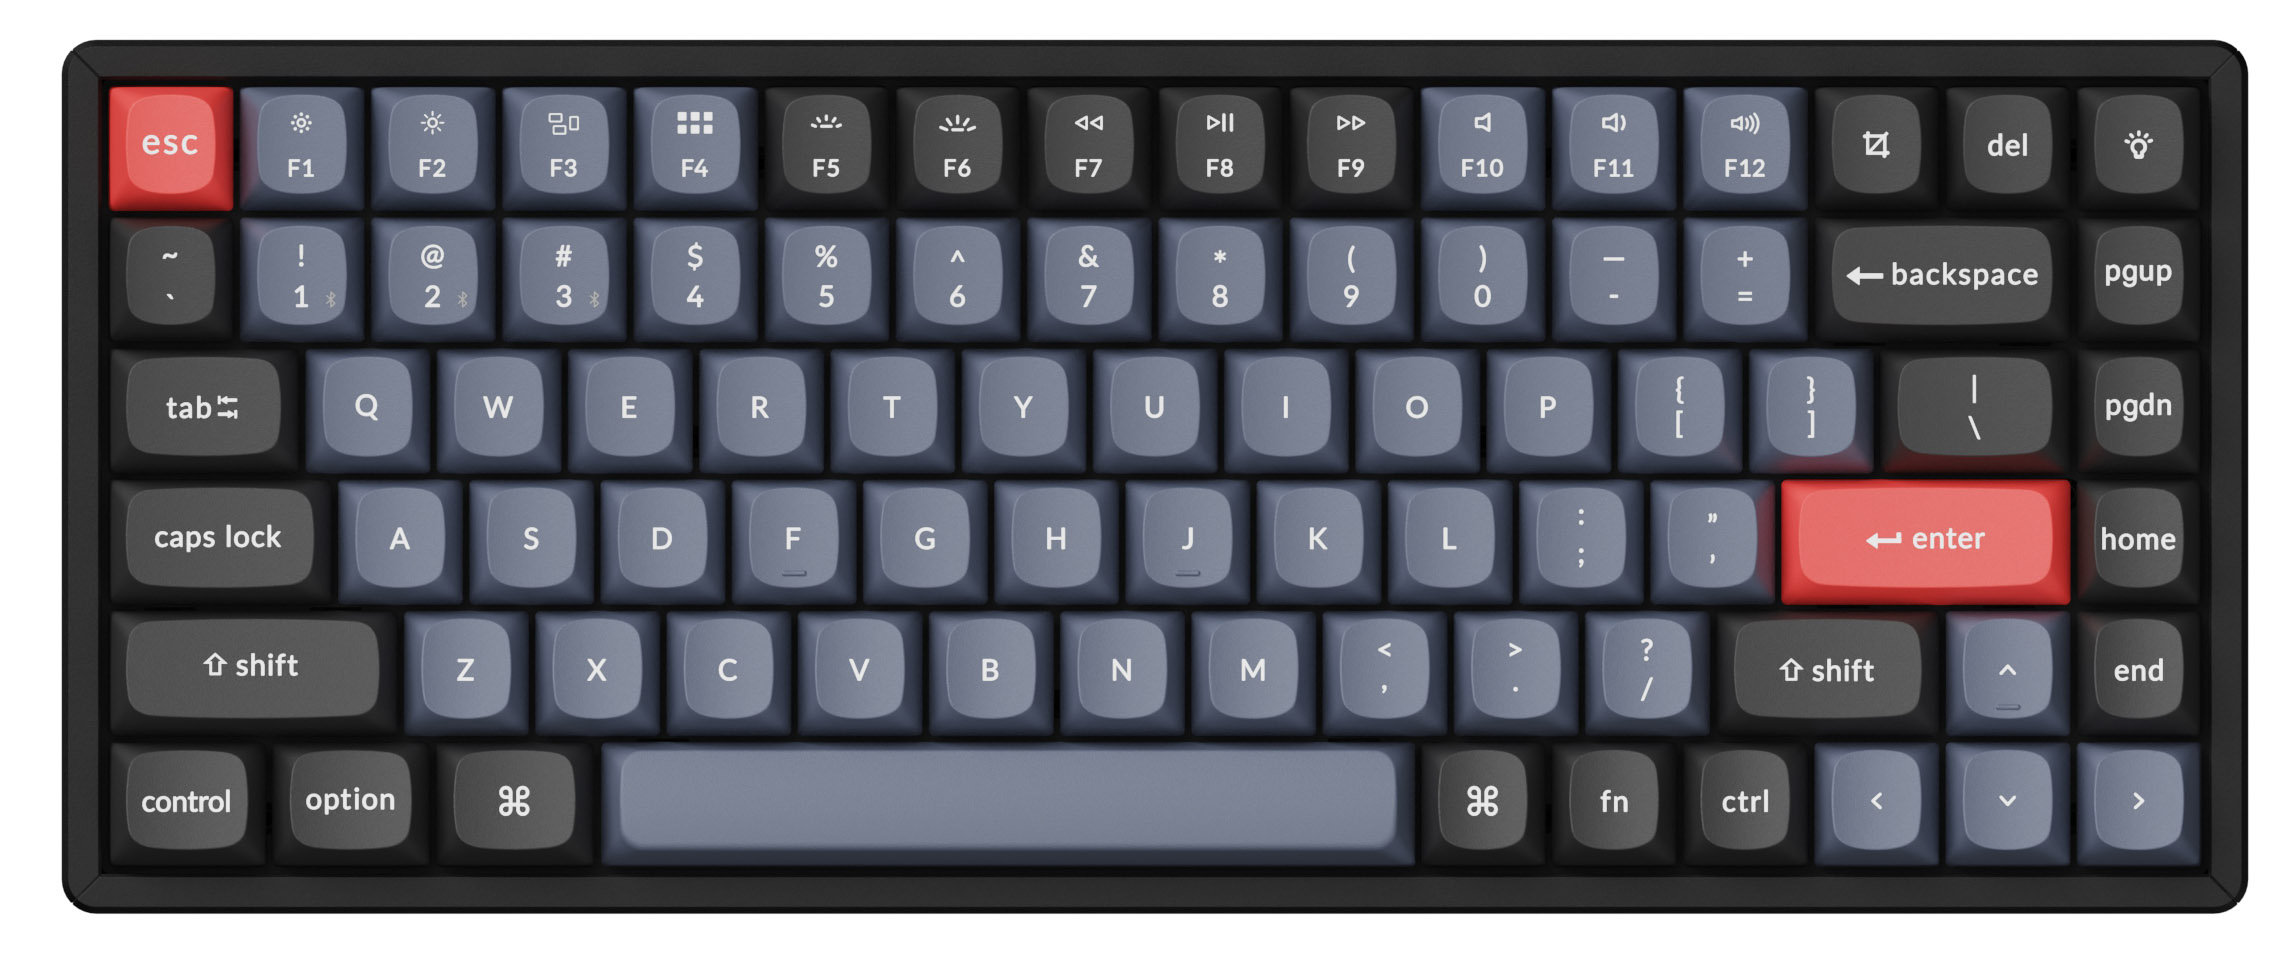 esc F1 F2 F3 F4 F5 F6 F7 F8 F9 F10 F11 F12 del
~ ! @ # $ % ^ & * ( ) — +
` 1 2 3 4 5 6 7 8 9 0 - = ← backspace pgup
tab Q W E R T Y U I O P { [ } ] | \ pgdn
caps lock A S D F G H J K L : ; " , ↵ enter home
⇧ shift Z X C V B N M < , > . ? / ⇧ shift ^ end
control option ⌘ ⌘ fn ctrl < ⌄ >